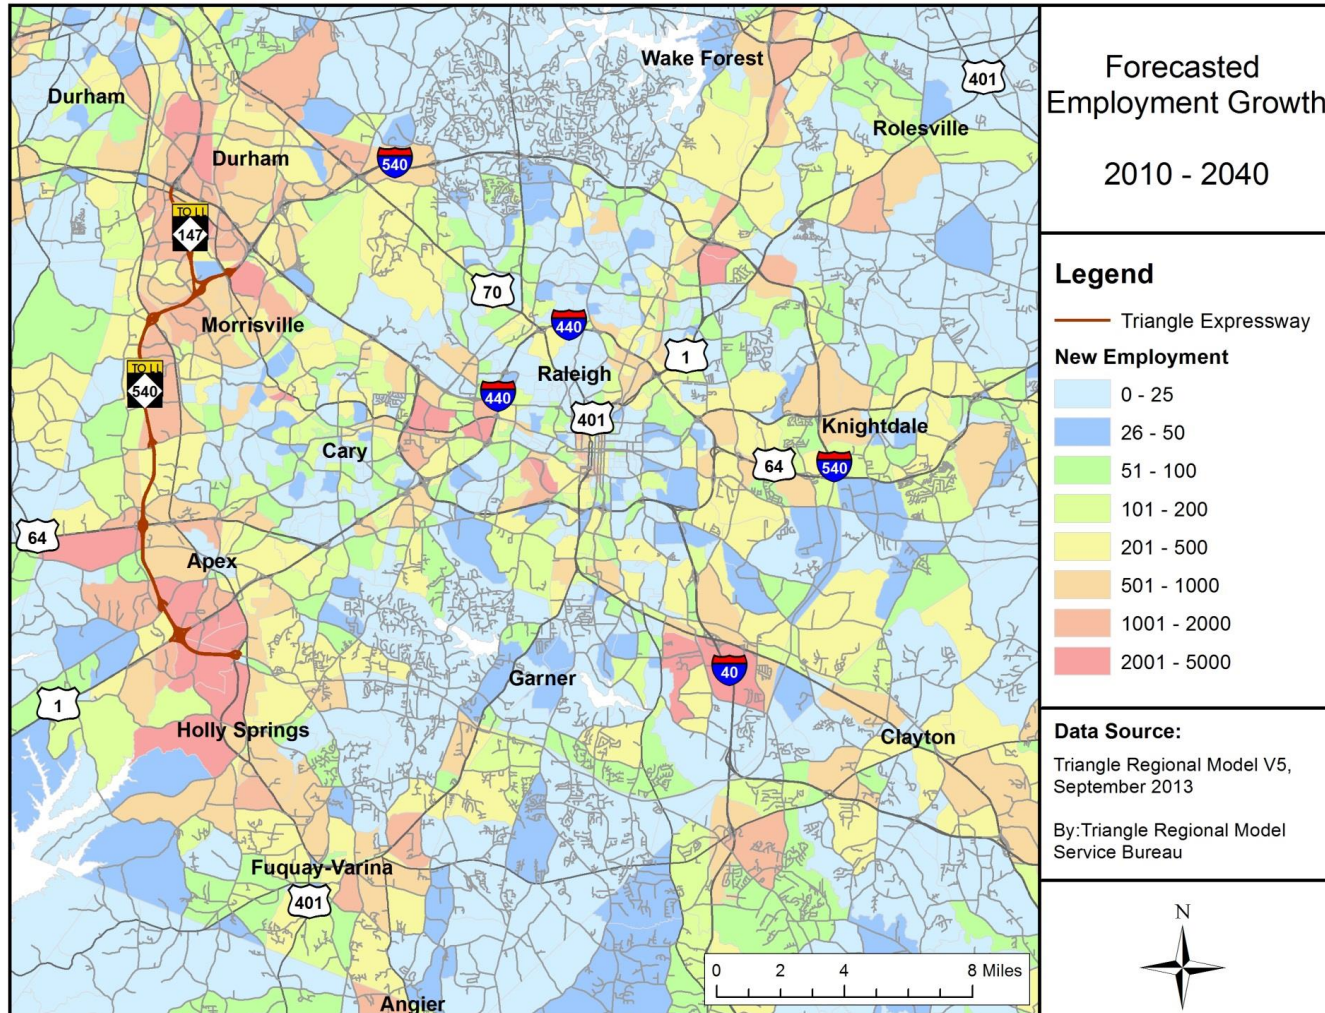 Forecasted
Employment Growth
2010 - 2040
Legend
Triangle Expressway
New Employment
0 - 25
26 - 50
51 - 100
101 - 200
201 - 500
501 - 1000
1001 - 2000
2001 - 5000
Data Source:
Triangle Regional Model V5,
September 2013
By:Triangle Regional Model
Service Bureau
N
Wake Forest
401
Durham
Rolesville
Durham
540
TOLL
147
70
Morrisville
440
1
TOLL
540
Raleigh
440
401
Knightdale
Cary
64
540
64
Apex
Garner
40
1
Holly Springs
Clayton
Fuquay-Varina
401
0 2 4 8 Miles
Angier